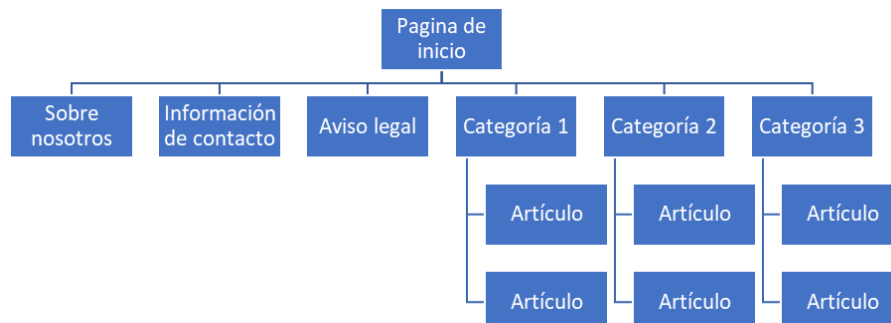 Pagina de
inicio
Sobre
nosotros
Información
de contacto
Aviso legal
Categoría 1
Categoría 2
Categoría 3
Artículo
Artículo
Artículo
Artículo
Artículo
Artículo